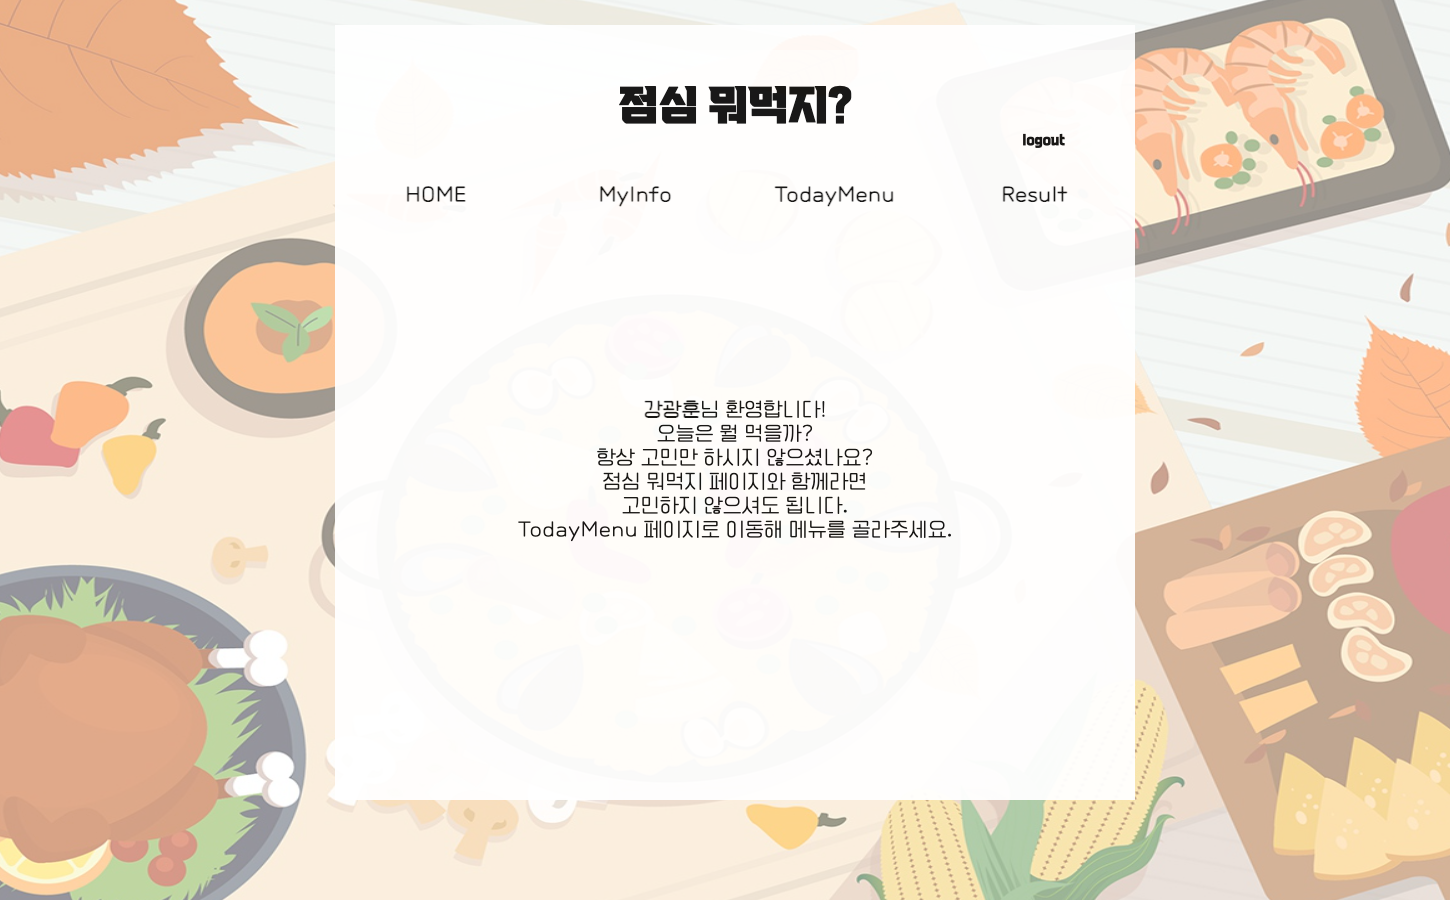 점심 뭐먹지?
logout
HOME MyInfo TodayMenu Result
강광훈님 환영합니다!
오늘은 뭘 먹을까?
항상 고민만 하시지 않으셨나요?
점심 뭐먹지 페이지와 함께라면
고민하지 않으셔도 됩니다.
TodayMenu 페이지로 이동해 메뉴를 골라주세요.